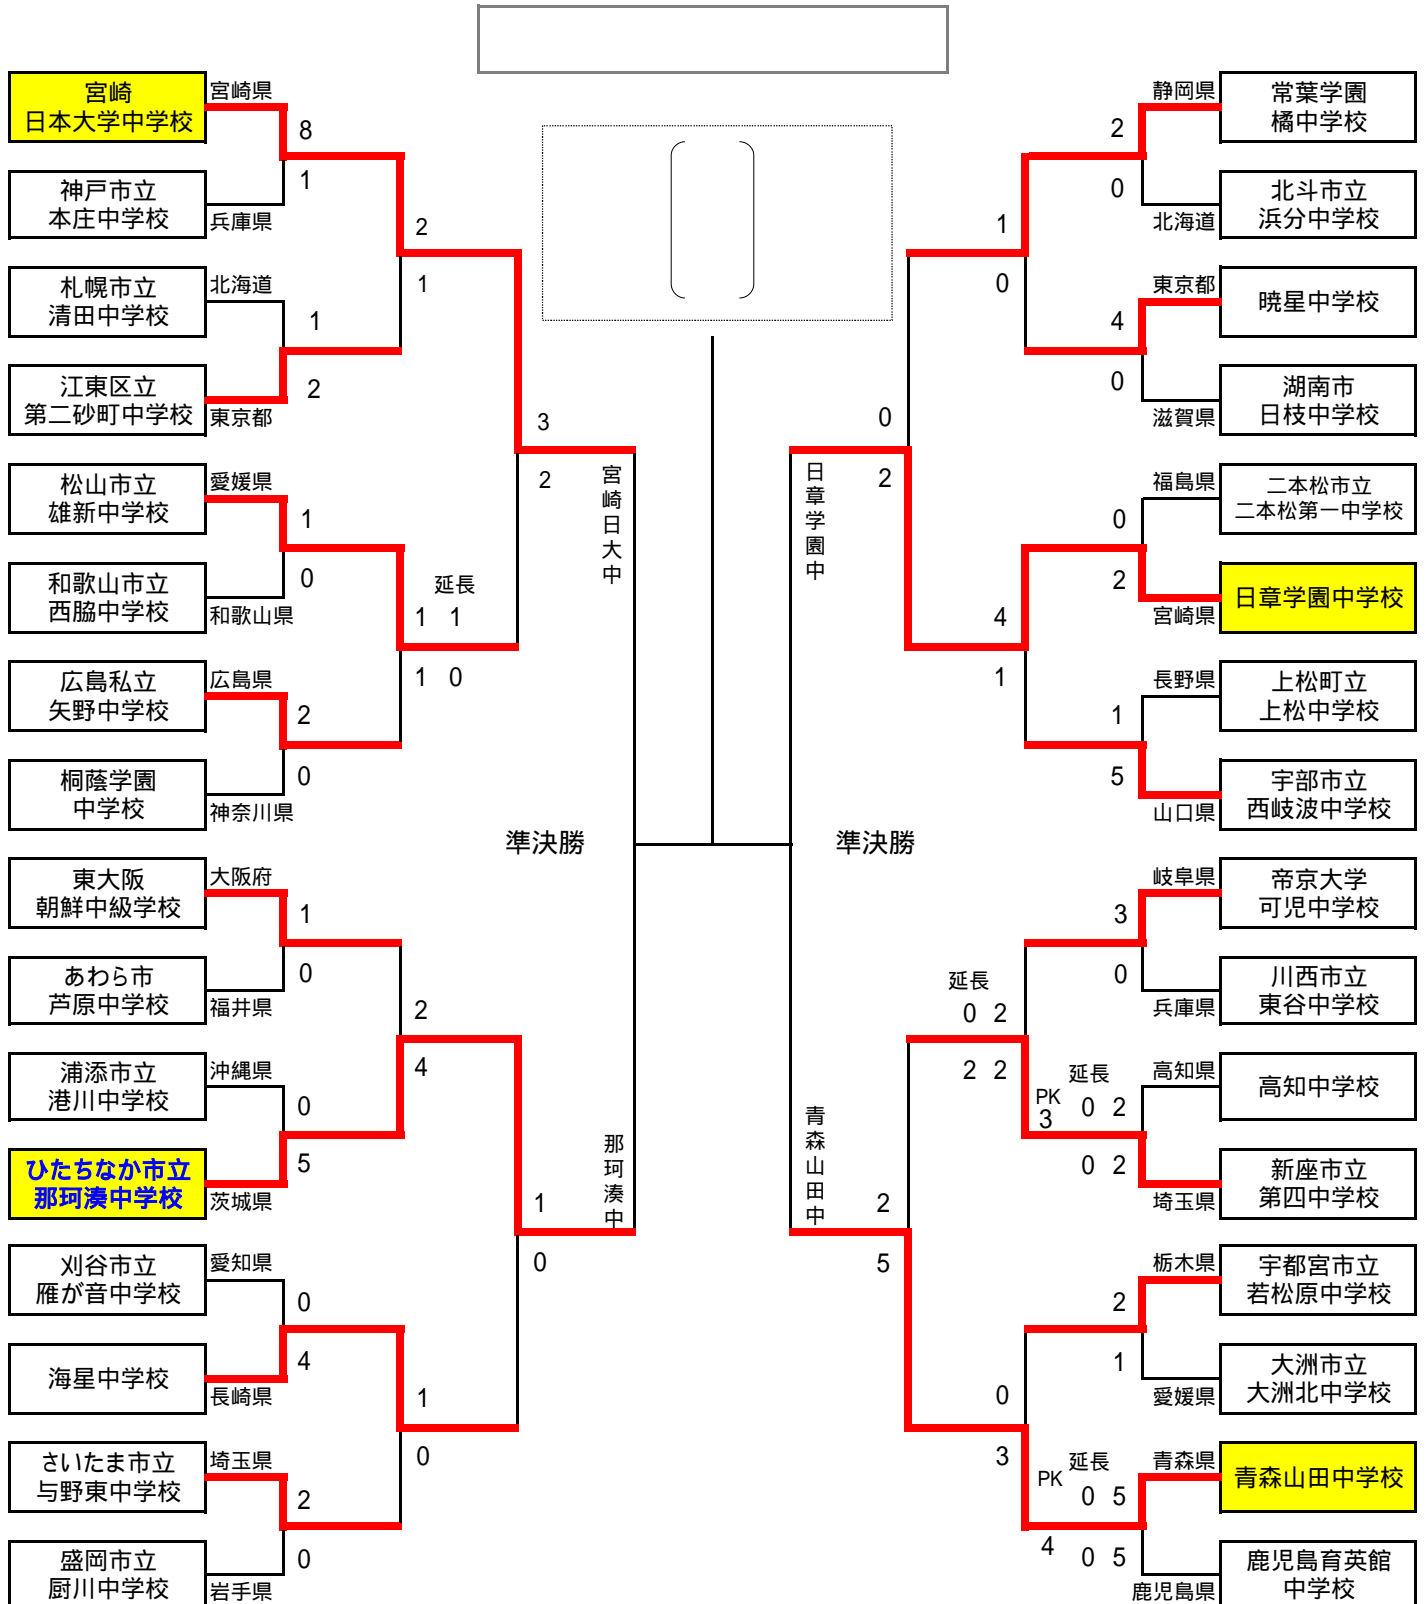 宮崎
日本大学中学校
宮崎県
8
1
神戸市立
本庄中学校
兵庫県
2
1
札幌市立
清田中学校
北海道
1
2
江東区立
第二砂町中学校
東京都
3
2
松山市立
雄新中学校
愛媛県
1
0
和歌山市立
西脇中学校
和歌山県
延長
1 1
1 0
広島私立
矢野中学校
広島県
2
0
桐蔭学園
中学校
神奈川県
宮崎日大中
準決勝
東大阪
朝鮮中級学校
大阪府
1
0
あわら市
芦原中学校
福井県
2
4
浦添市立
港川中学校
沖縄県
0
5
ひたちなか市立
那珂湊中学校
茨城県
那珂湊中
1
0
刈谷市立
雁が音中学校
愛知県
0
4
海星中学校
長崎県
1
0
さいたま市立
与野東中学校
埼玉県
2
0
盛岡市立
厨川中学校
岩手県
静岡県
常葉学園
橘中学校
2
0
北海道
北斗市立
浜分中学校
1
0
東京都
暁星中学校
4
0
滋賀県
湖南市
日枝中学校
0
2
日章学園中
福島県
二本松市立
二本松第一中学校
0
2
宮崎県
日章学園中学校
4
1
長野県
上松町立
上松中学校
1
5
山口県
宇部市立
西岐波中学校
準決勝
岐阜県
帝京大学
可児中学校
3
0
兵庫県
川西市立
東谷中学校
延長
0 2
2 2
高知県
高知中学校
延長
PK
3
0 2
0 2
埼玉県
新座市立
第四中学校
青森山田中
2
5
栃木県
宇都宮市立
若松原中学校
2
1
愛媛県
大洲市立
大洲北中学校
0
3
青森県
青森山田中学校
延長
PK
0 5
4
0 5
鹿児島県
鹿児島育英館
中学校